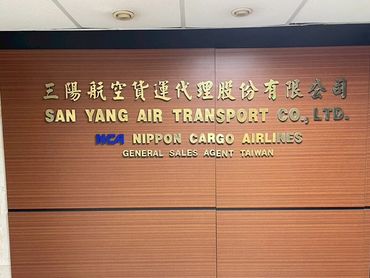 三陽航空貨運代理股份有限公司
SAN YANG AIR TRANSPORT CO., LTD.
NCA NIPPON CARGO AIRLINES
GENERAL SALES AGENT TAIWAN